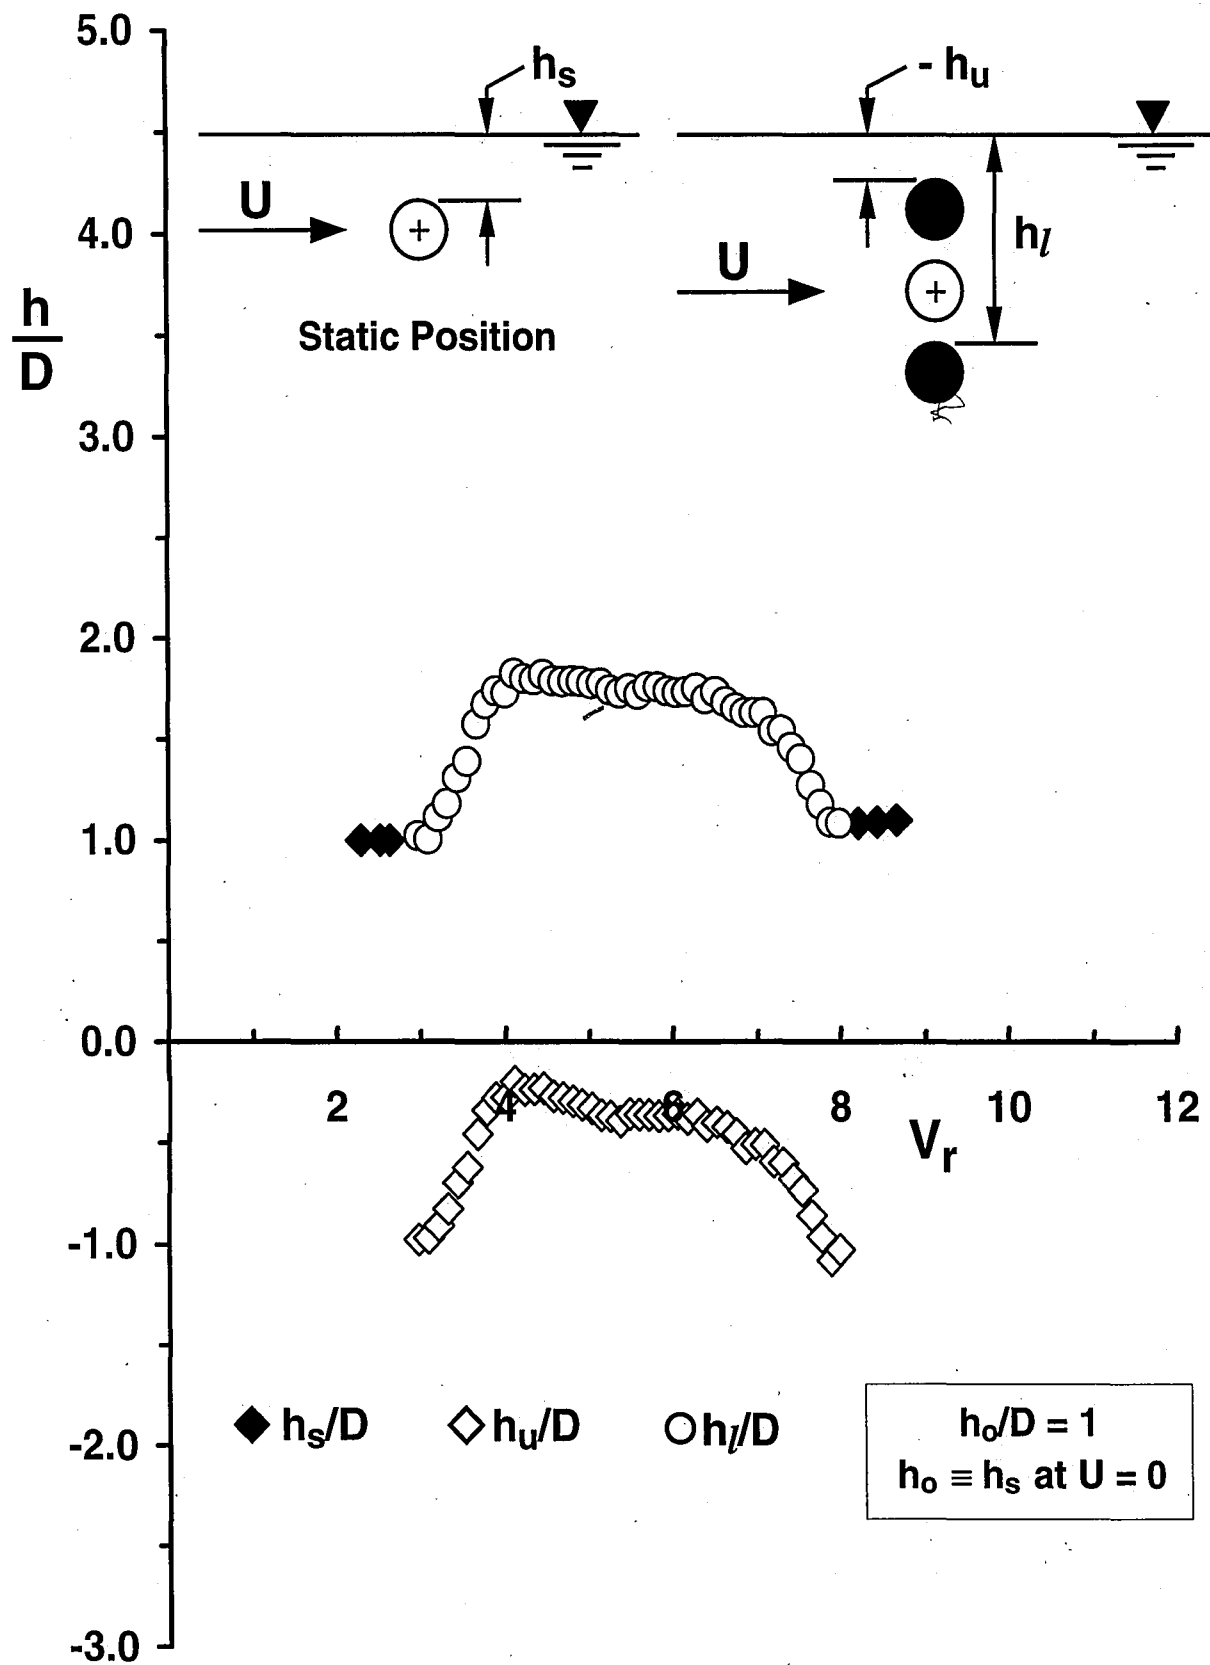 5.0
h_s
- h_u
U
4.0
h_l
U
h
D
Static Position
3.0
2.0
1.0
0.0
2 4 6 8 10 12
V_r
-1.0
h_s/D h_u/D h_l/D
h_o/D = 1
h_o ≡ h_s at U = 0
-2.0
-3.0